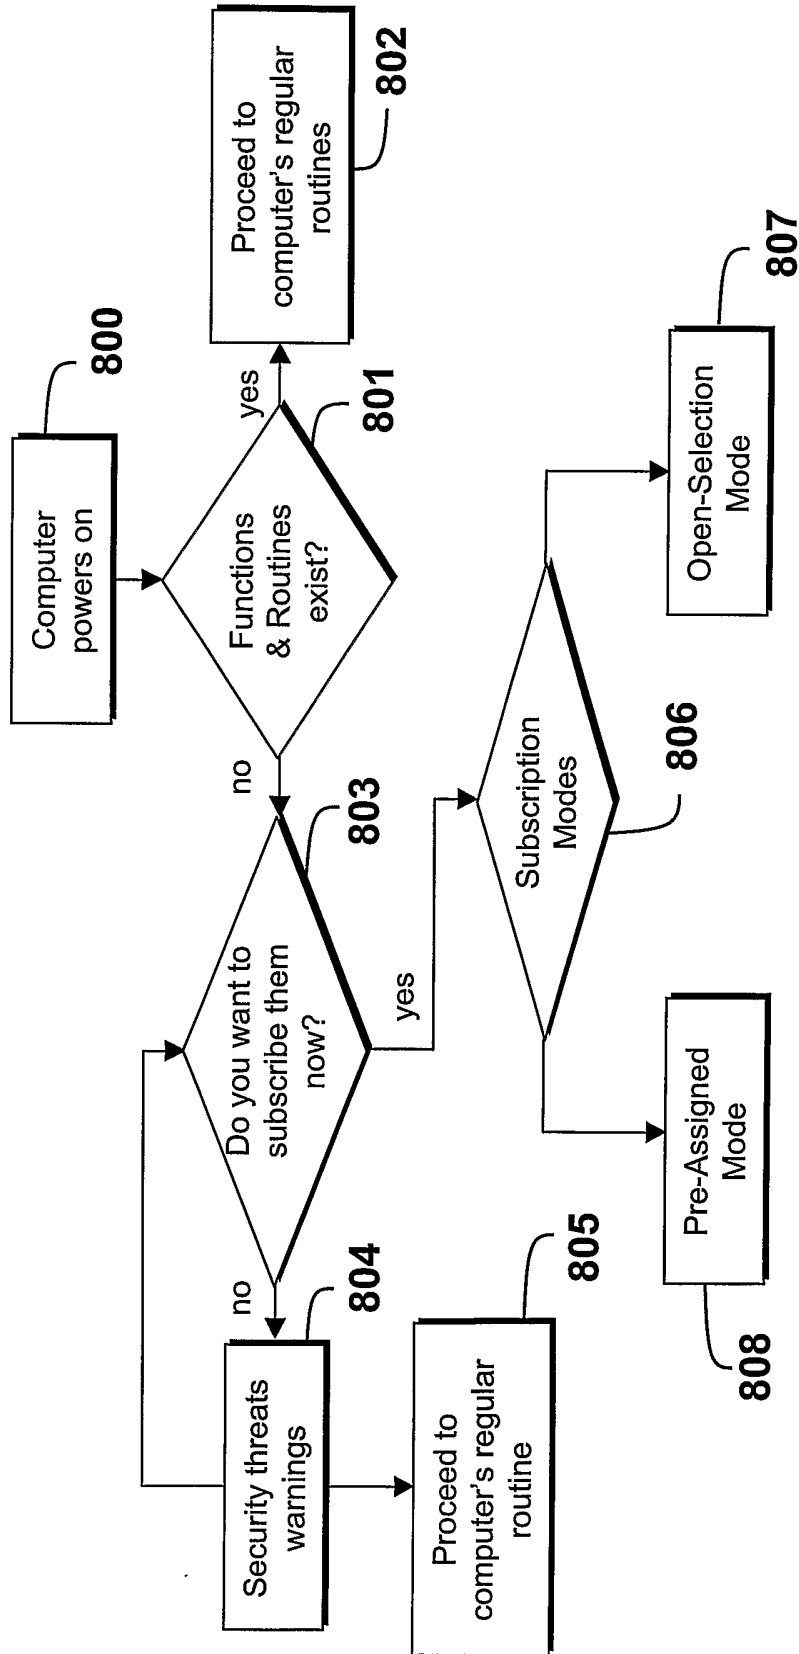 Computer
powers on
800
Functions
& Routines
exist?
801
yes
Proceed to
computer's regular
routines
802
no
Do you want to
subscribe them
now?
803
no
Security threats
warnings
804
Proceed to
computer's regular
routine
805
yes
Subscription
Modes
806
Pre-Assigned
Mode
808
Open-Selection
Mode
807